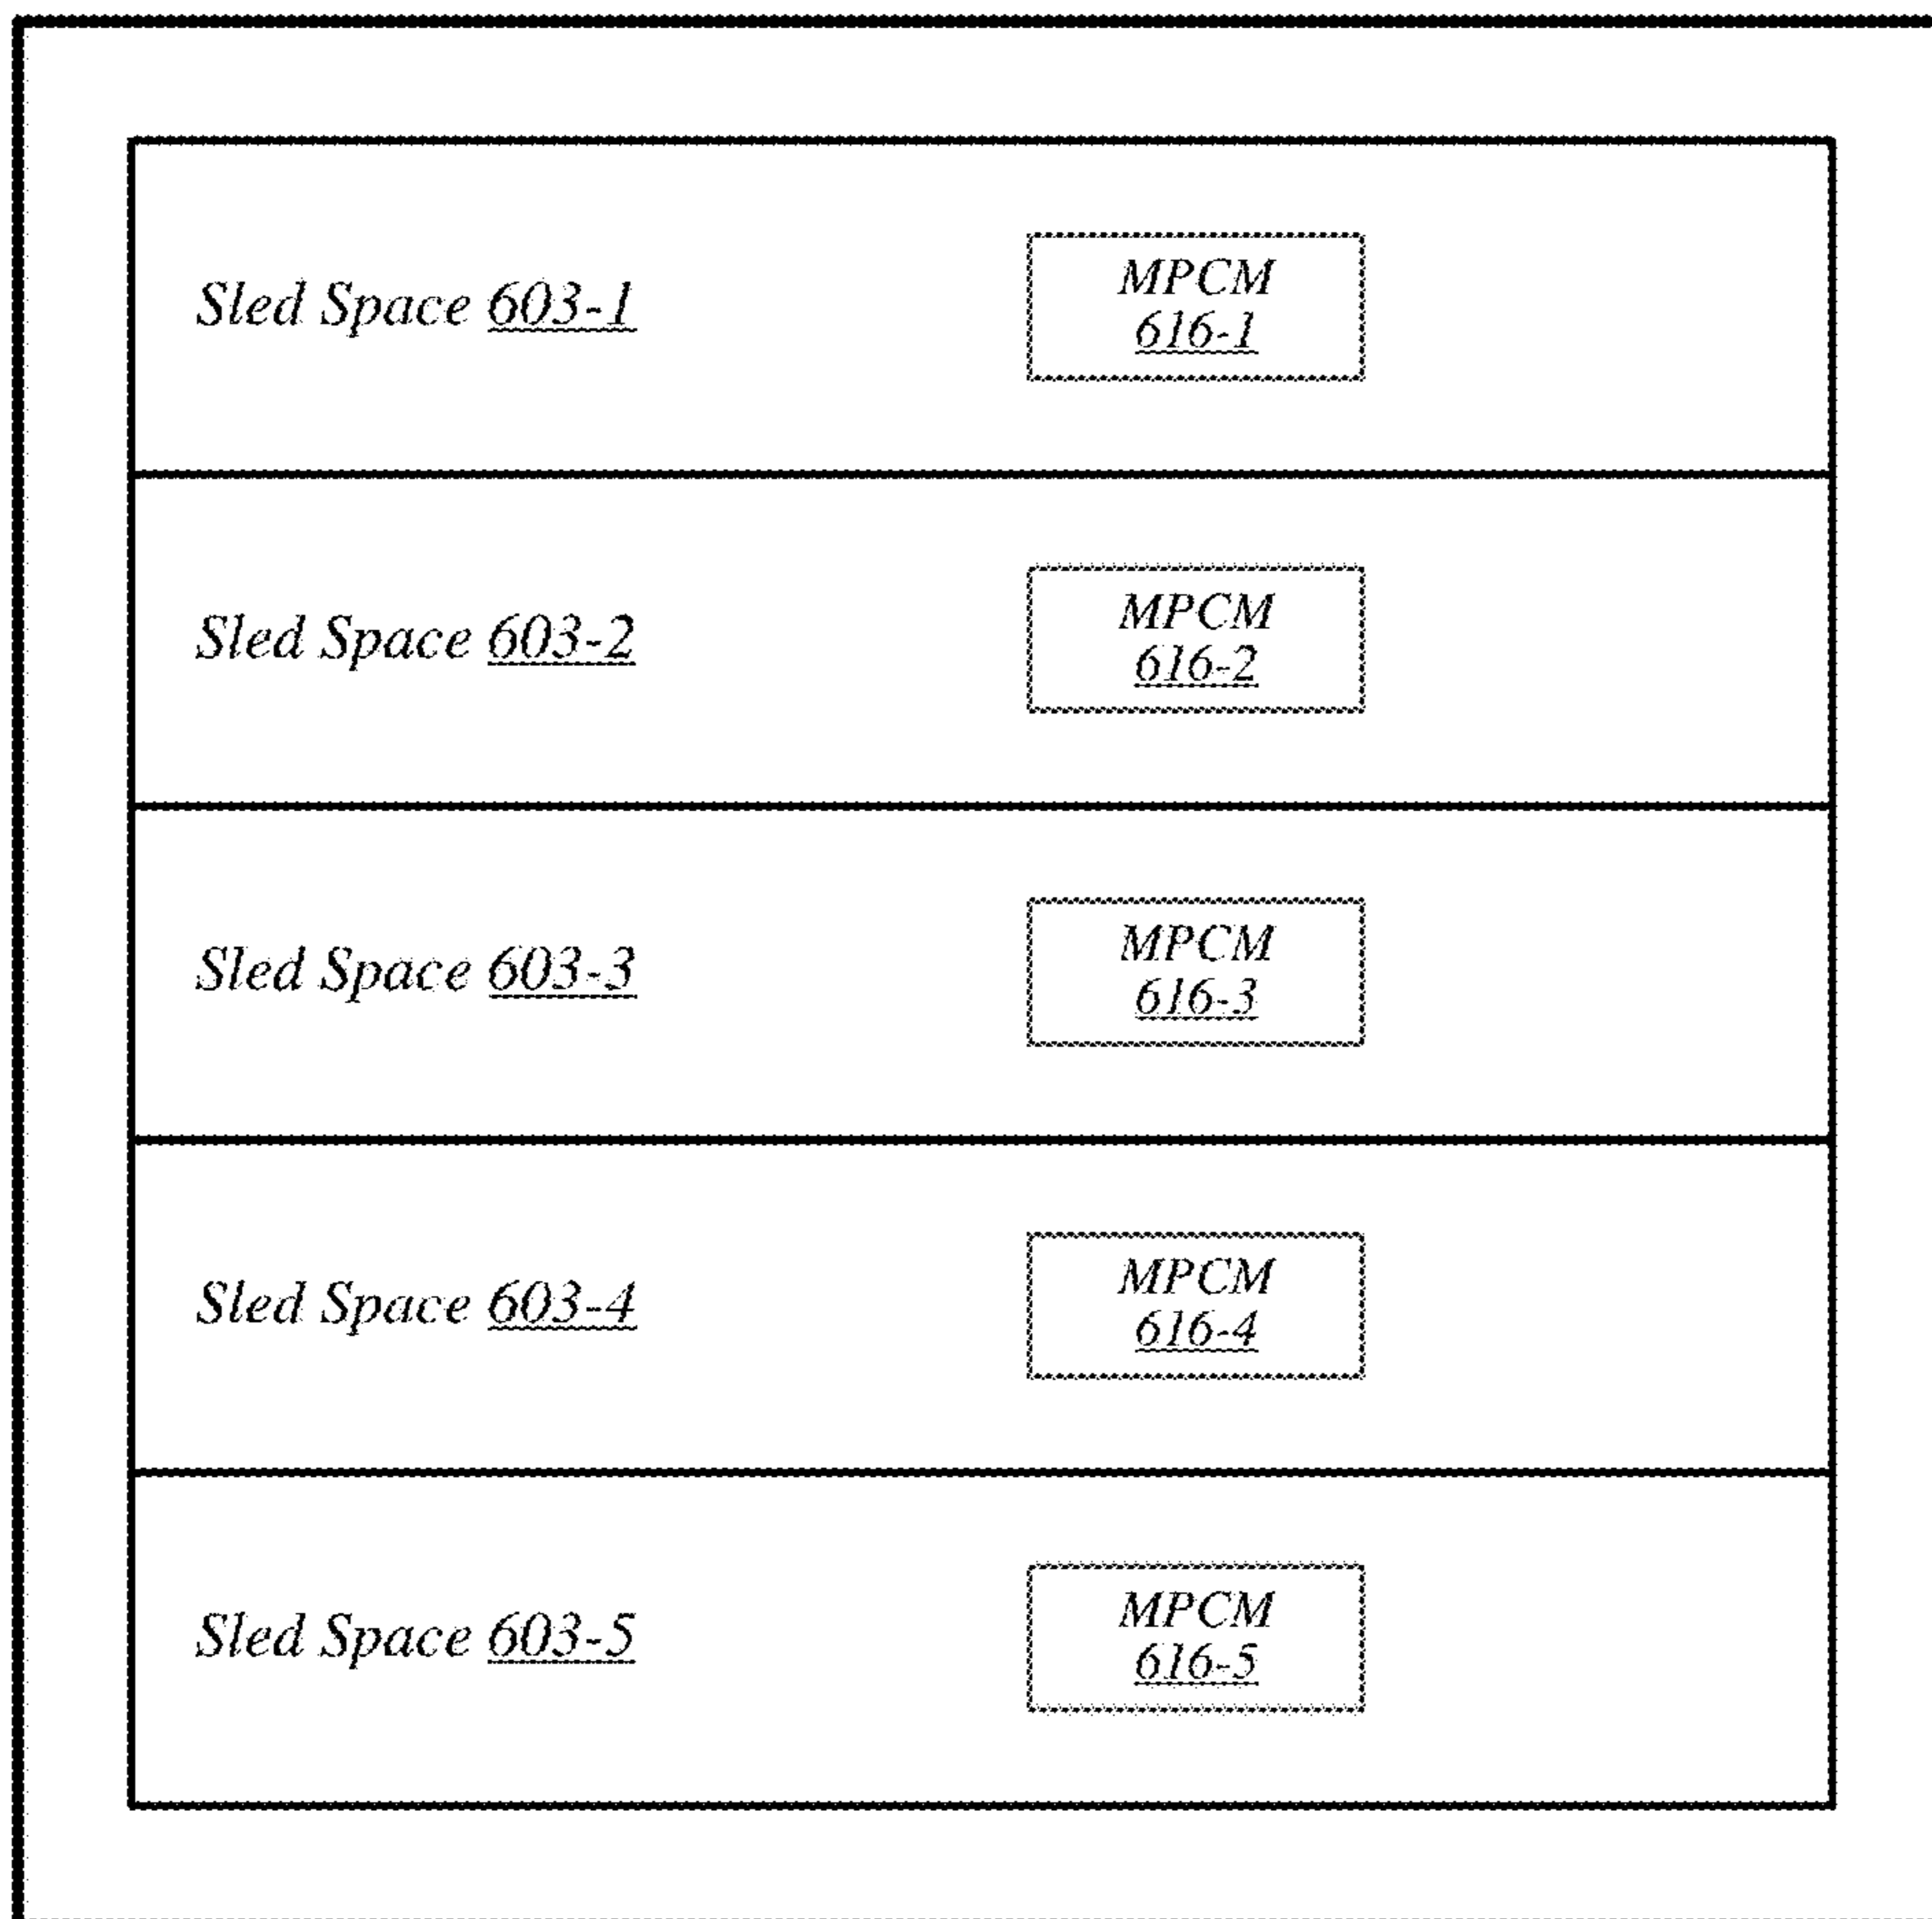 Sled Space 603-1
MPCM
616-1
Sled Space 603-2
MPCM
616-2
Sled Space 603-3
MPCM
616-3
Sled Space 603-4
MPCM
616-4
Sled Space 603-5
MPCM
616-5